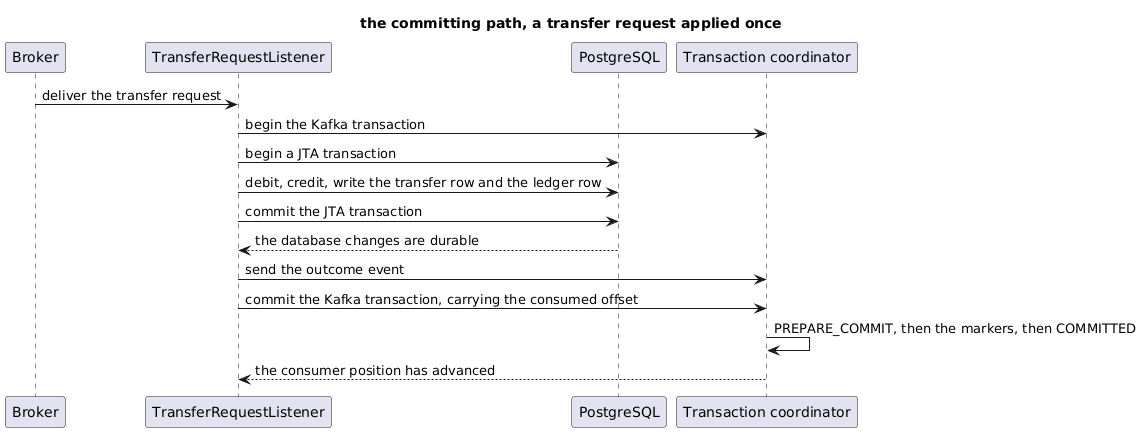 the committing path, a transfer request applied once
Broker
TransferRequestListener
PostgreSQL
Transaction coordinator
deliver the transfer request
begin the Kafka transaction
begin a JTA transaction
debit, credit, write the transfer row and the ledger row
commit the JTA transaction
the database changes are durable
send the outcome event
commit the Kafka transaction, carrying the consumed offset
PREPARE_COMMIT, then the markers, then COMMITTED
the consumer position has advanced
Broker
TransferRequestListener
PostgreSQL
Transaction coordinator